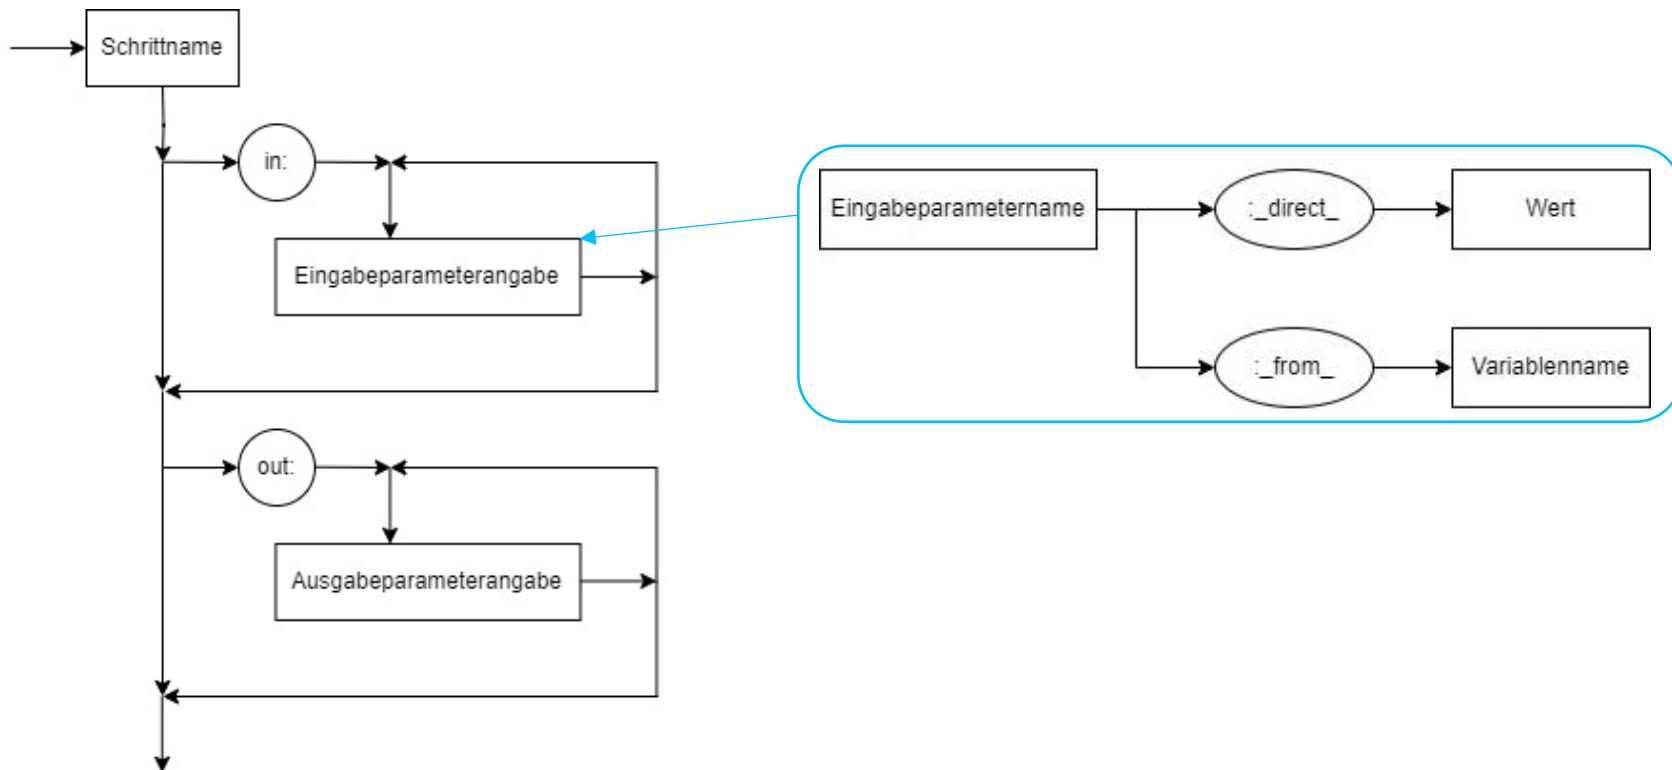 Schrittname
in:
Eingabeparameterangabe
out:
Ausgabeparameterangabe
Eingabeparametername
:_direct_
Wert
:_from_
Variablenname